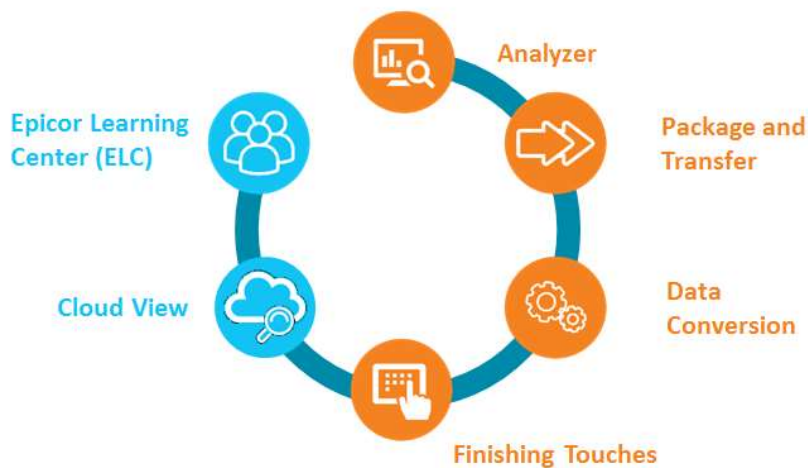 Analyzer
Package and
Transfer
Data
Conversion
Finishing Touches
Cloud View
Epicor Learning
Center (ELC)